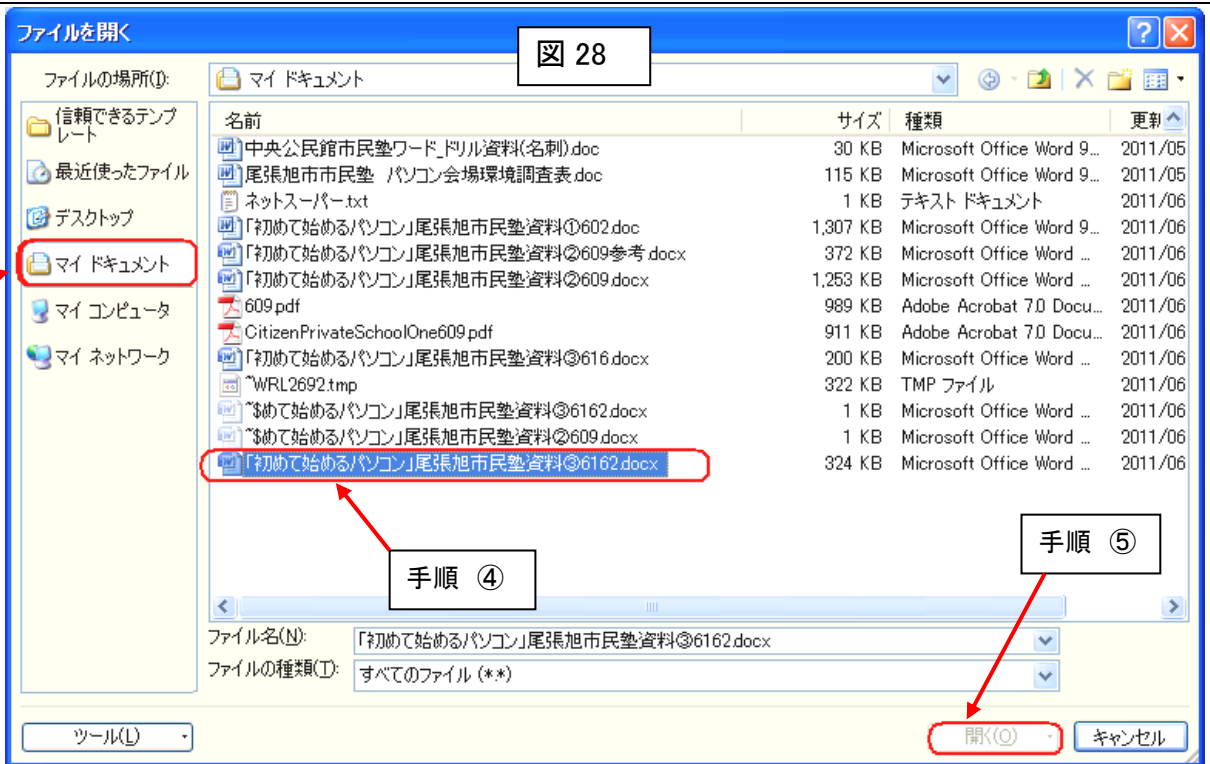 ファイルを開く
図 28
ファイルの場所(I):
マイ ドキュメント
信頼できるテンプ
レート
最近使ったファイル
デスクトップ
マイ ドキュメント
マイ コンピュータ
マイ ネットワーク
名前 サイズ 種類 更新
中央公民館市民塾ワード_ドリル資料(名刺).doc 30 KB Microsoft Office Word 9... 2011/05
尾張旭市市民塾 パソコン会場環境調査表.doc 115 KB Microsoft Office Word 9... 2011/05
ネットスーパー.txt 1 KB テキスト ドキュメント 2011/06
「初めて始めるパソコン」尾張旭市民塾資料①602.doc 1,307 KB Microsoft Office Word 9... 2011/06
「初めて始めるパソコン」尾張旭市民塾資料②609参考.docx 372 KB Microsoft Office Word ... 2011/06
「初めて始めるパソコン」尾張旭市民塾資料②609.docx 1,253 KB Microsoft Office Word ... 2011/06
609.pdf 989 KB Adobe Acrobat 7.0 Docu... 2011/06
CitizenPrivateSchoolOne609.pdf 911 KB Adobe Acrobat 7.0 Docu... 2011/06
「初めて始めるパソコン」尾張旭市民塾資料③616.docx 200 KB Microsoft Office Word ... 2011/06
~WRL2692.tmp 322 KB TMP ファイル 2011/06
~$めて始めるパソコン」尾張旭市民塾資料③6162.docx 1 KB Microsoft Office Word ... 2011/06
~$めて始めるパソコン」尾張旭市民塾資料②609.docx 1 KB Microsoft Office Word ... 2011/06
「初めて始めるパソコン」尾張旭市民塾資料③6162.docx 324 KB Microsoft Office Word ... 2011/06
手順 ④
手順 ⑤
ファイル名(N): 「初めて始めるパソコン」尾張旭市民塾資料③6162.docx
ファイルの種類(T): すべてのファイル (*.*)
ツール(L)
開く(O)
キャンセル